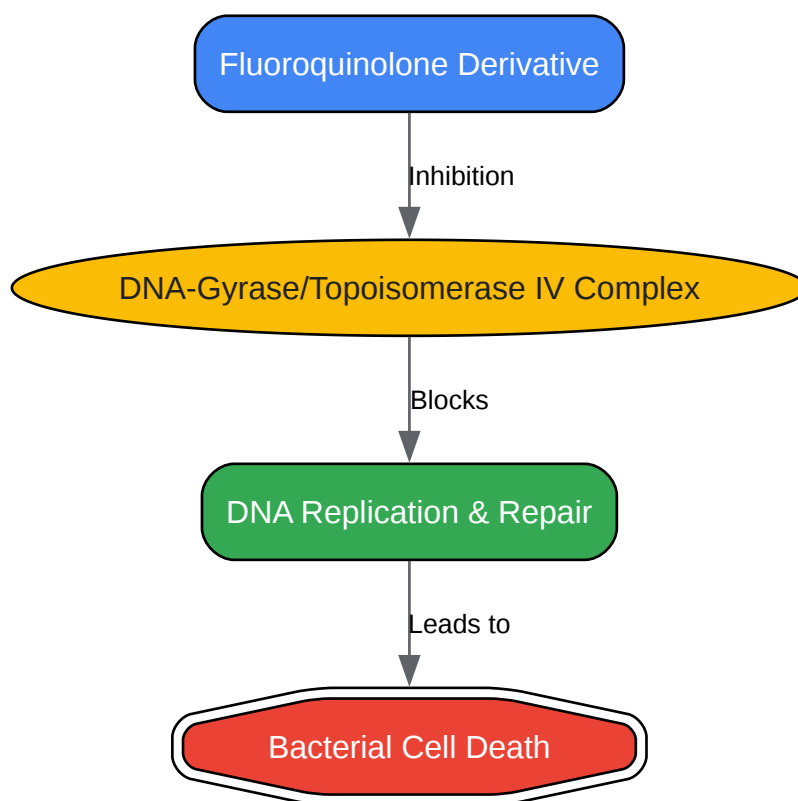 Fluoroquinolone Derivative
Inhibition
DNA-Gyrase/Topoisomerase IV Complex
Blocks
DNA Replication & Repair
Leads to
Bacterial Cell Death